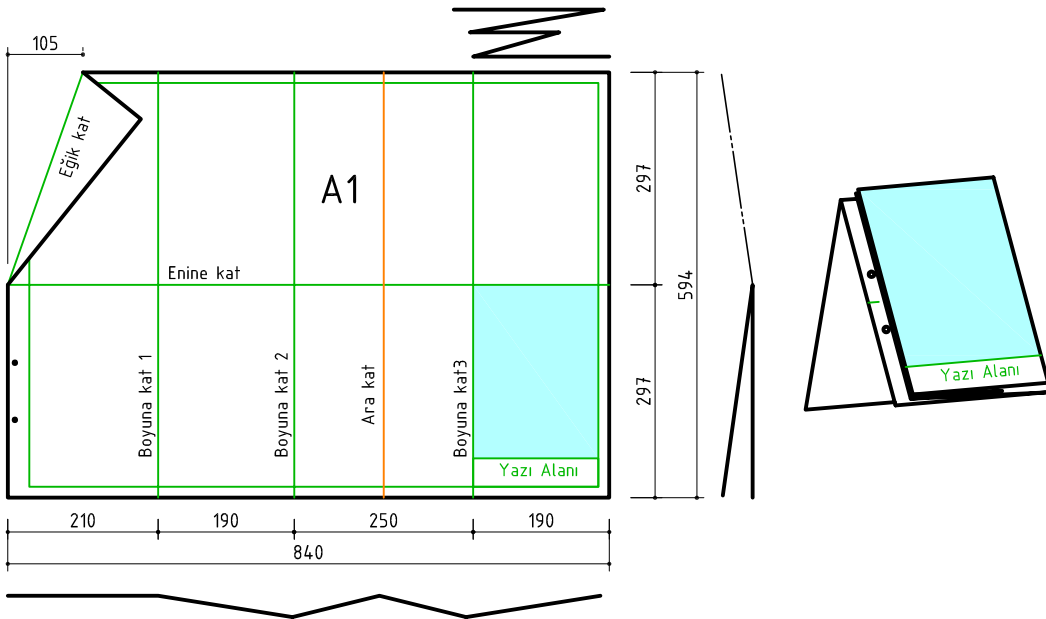 105
Eğik kat
A1
297
594
Enine kat
Boyuna kat 1
Boyuna kat 2
Ara kat
Boyuna kat3
297
Yazı Alanı
Yazı Alanı
210
190
250
190
840